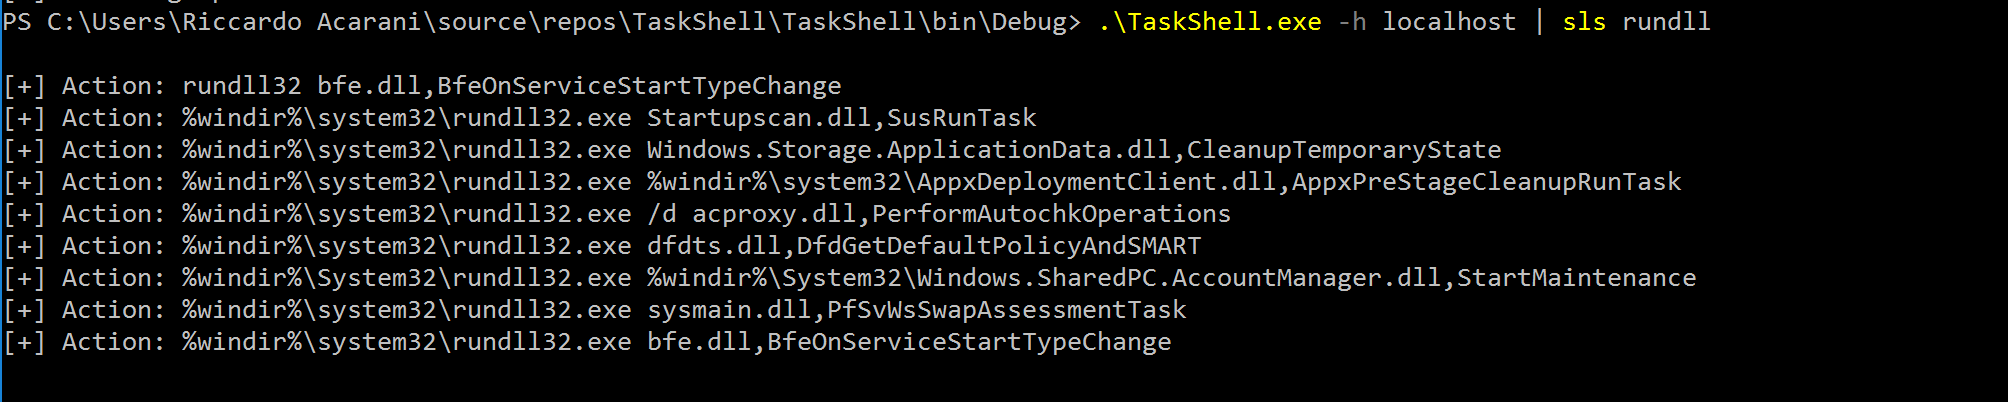 PS C:\Users\Riccardo Acarani\source\repos\TaskShell\TaskShell\bin\Debug> .\TaskShell.exe -h localhost | sls rundll
[+] Action: rundll32 bfe.dll,BfeOnServiceStartTypeChange
[+] Action: %windir%\system32\rundll32.exe Startupscan.dll,SusRunTask
[+] Action: %windir%\system32\rundll32.exe Windows.Storage.ApplicationData.dll,CleanupTemporaryState
[+] Action: %windir%\system32\rundll32.exe %windir%\system32\AppxDeploymentClient.dll,AppxPreStageCleanupRunTask
[+] Action: %windir%\system32\rundll32.exe /d acproxy.dll,PerformAutochkOperations
[+] Action: %windir%\system32\rundll32.exe dfdts.dll,DfdGetDefaultPolicyAndSMART
[+] Action: %windir%\System32\rundll32.exe %windir%\System32\Windows.SharedPC.AccountManager.dll,StartMaintenance
[+] Action: %windir%\system32\rundll32.exe sysmain.dll,PfSvWsSwapAssessmentTask
[+] Action: %windir%\system32\rundll32.exe bfe.dll,BfeOnServiceStartTypeChange